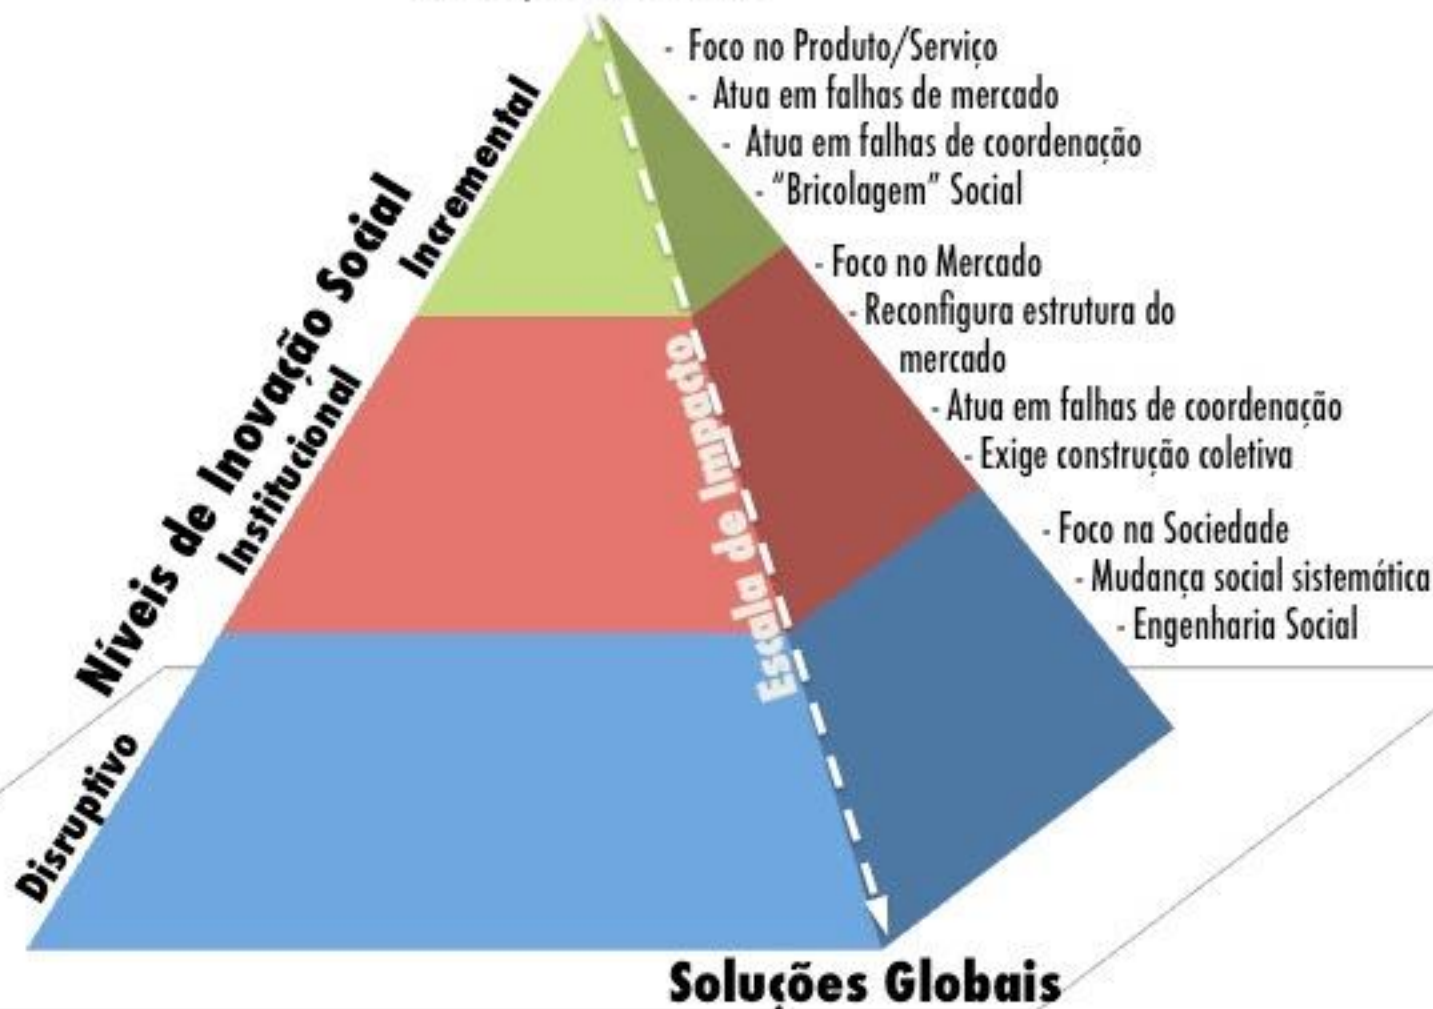 - Foco no Produto/Serviço
- Atua em falhas de mercado
- Atua em falhas de coordenação
- “Bricolagem” Social
Níveis de Inovação Social
Incremental
Institucional
Disruptivo
Escala de Impacto
- Foco no Mercado
- Reconfigura estrutura do
mercado
- Atua em falhas de coordenação
- Exige construção coletiva
- Foco na Sociedade
- Mudança social sistemática
- Engenharia Social
Soluções Globais